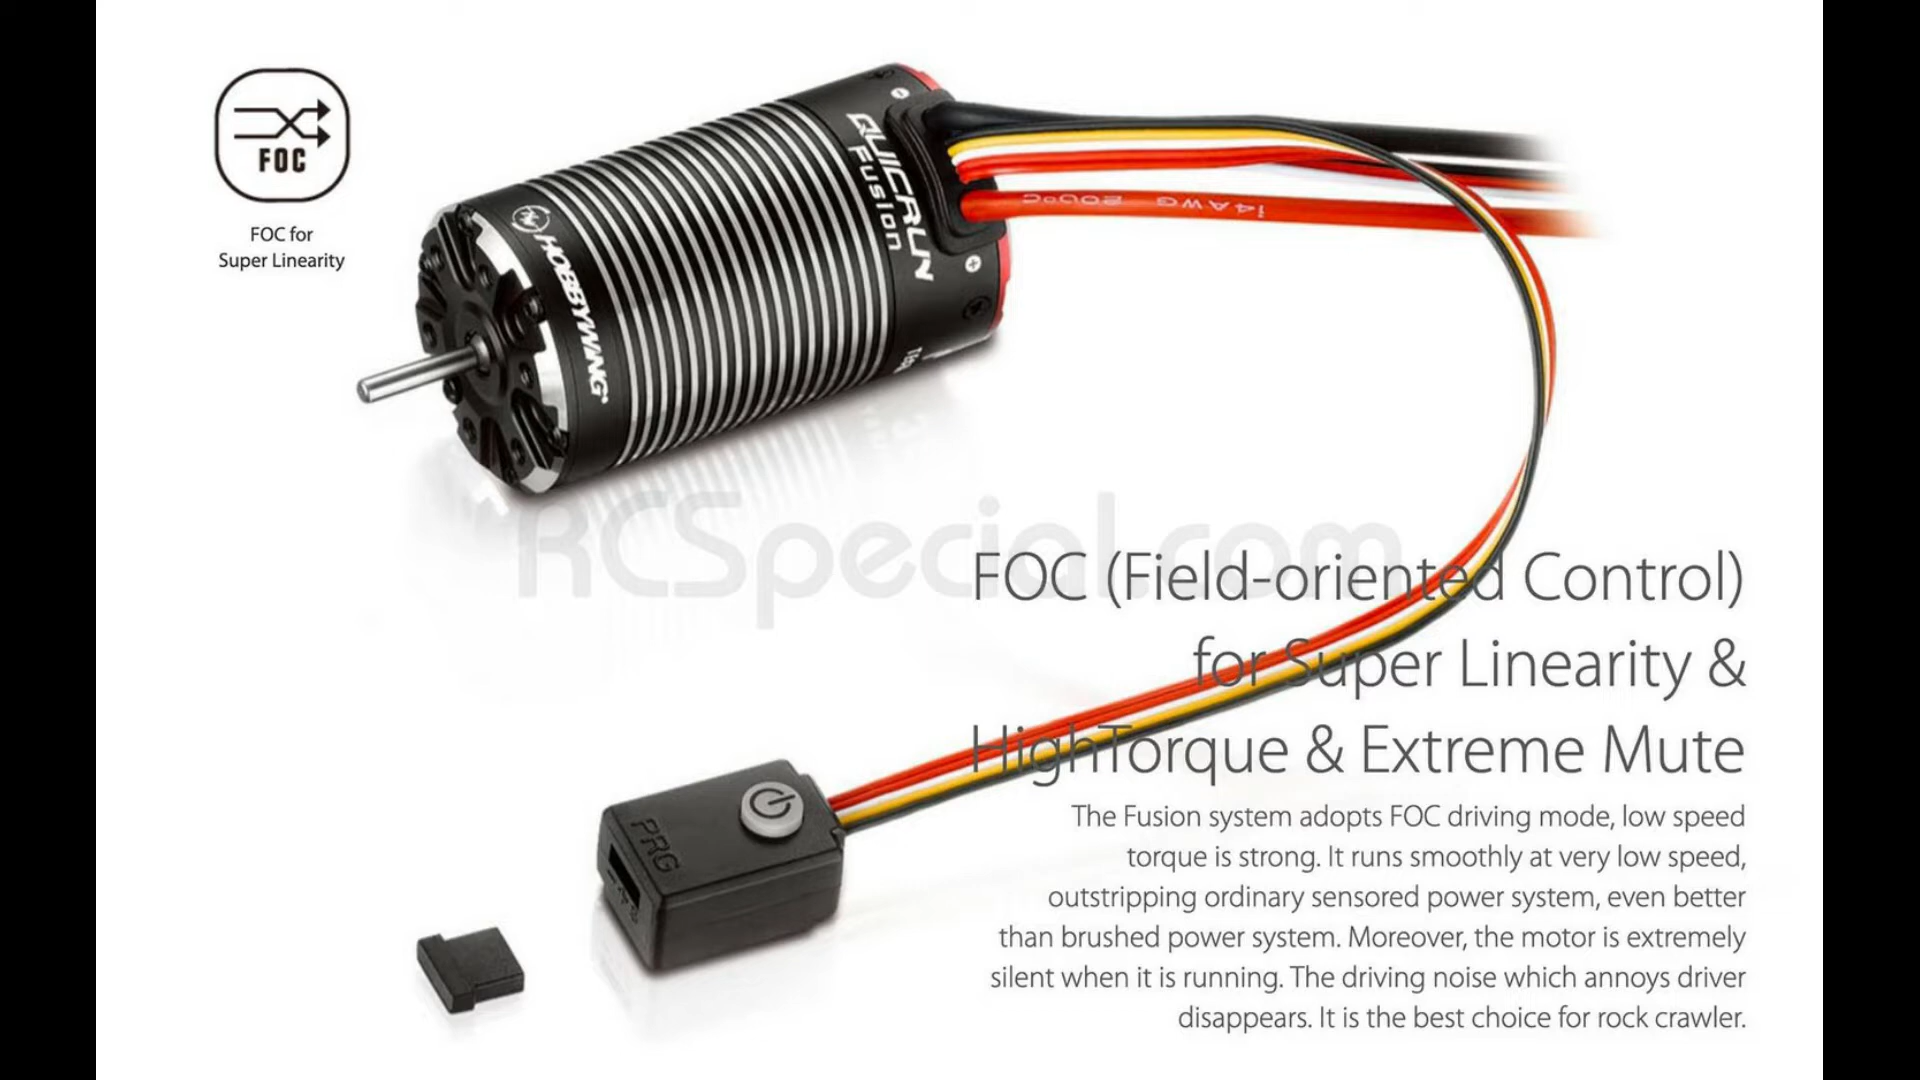 FOC
FOC for
Super Linearity
QUICRUN
Fusion
HOBBYWING
14AWG 200°C
RCSpecial.com
FOC (Field-oriented Control)
for Super Linearity &
HighTorque & Extreme Mute
PRG
The Fusion system adopts FOC driving mode, low speed
torque is strong. It runs smoothly at very low speed,
outstripping ordinary sensored power system, even better
than brushed power system. Moreover, the motor is extremely
silent when it is running. The driving noise which annoys driver
disappears. It is the best choice for rock crawler.